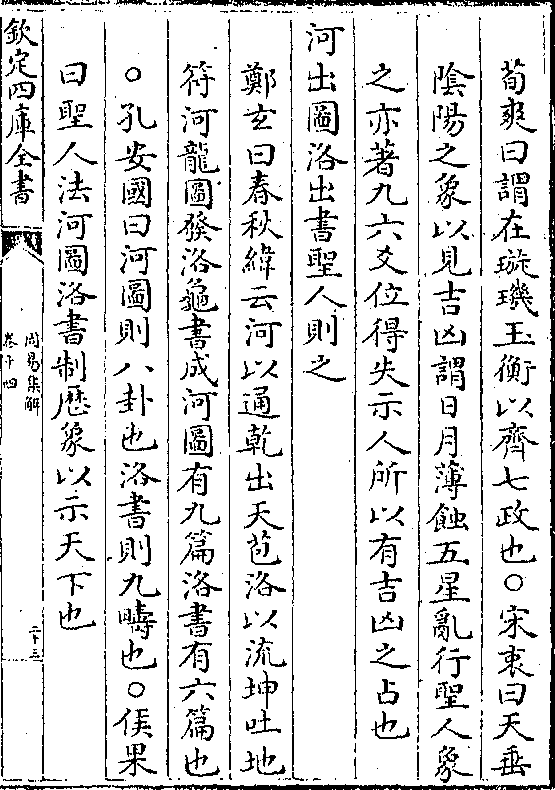 荀爽曰謂在璇璣玉衡以齊七政也○宋衷曰天垂
陰陽之象以見吉凶謂日月薄蝕五星亂行聖人象
之亦著九六爻位得失示人所以有吉凶之占也
河出圖洛出書聖人則之
鄭玄曰春秋緯云河以通乾出天苞洛以流坤吐地
符河龍圖發洛龜書成河圖有九篇洛書有六篇也
○孔安國曰河圖則八卦也洛書則九疇也○侯果
曰聖人法河圖洛書制歴象以示天下也
欽定四庫全書
周易集解
卷十四
二十三